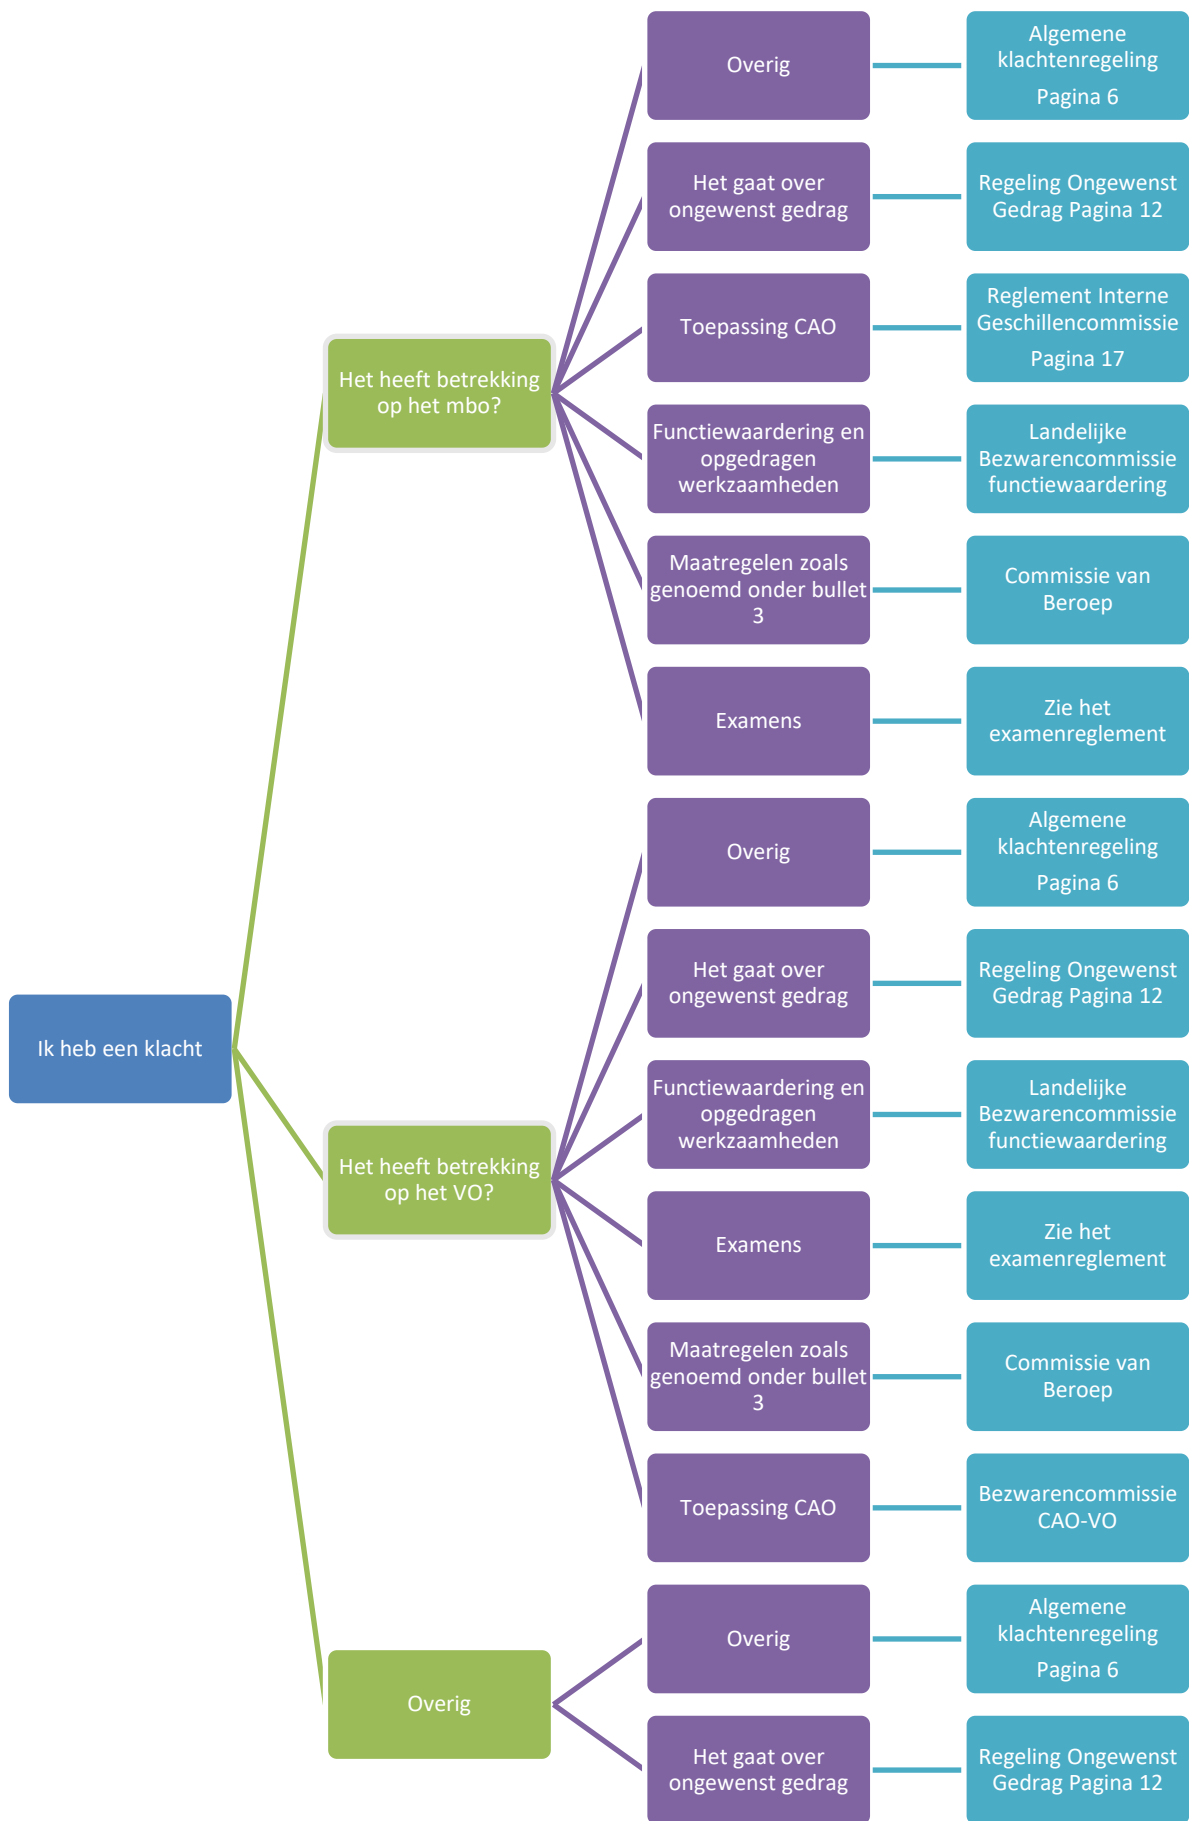 Ik heb een klacht
Het heeft betrekking
op het mbo?
Overig
Algemene
klachtenregeling
Pagina 6
Het gaat over
ongewenst gedrag
Regeling Ongewenst
Gedrag Pagina 12
Toepassing CAO
Reglement Interne
Geschillencommissie
Pagina 17
Functiewaardering en
opgedragen
werkzaamheden
Landelijke
Bezwarencommissie
functiewaardering
Maatregelen zoals
genoemd onder bullet
3
Commissie van
Beroep
Examens
Zie het
examenreglement
Het heeft betrekking
op het VO?
Overig
Algemene
klachtenregeling
Pagina 6
Het gaat over
ongewenst gedrag
Regeling Ongewenst
Gedrag Pagina 12
Functiewaardering en
opgedragen
werkzaamheden
Landelijke
Bezwarencommissie
functiewaardering
Examens
Zie het
examenreglement
Maatregelen zoals
genoemd onder bullet
3
Commissie van
Beroep
Toepassing CAO
Bezwarencommissie
CAO-VO
Overig
Overig
Algemene
klachtenregeling
Pagina 6
Het gaat over
ongewenst gedrag
Regeling Ongewenst
Gedrag Pagina 12